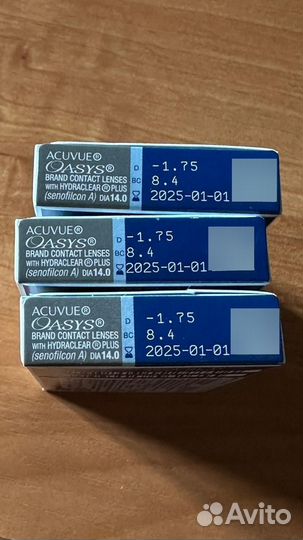 ACUVUE®
OASYS®
BRAND CONTACT LENSES
WITH HYDRACLEAR® PLUS
(senofilcon A) DIA 14.0
D -1.75
BC 8.4
2025-01-01
ACUVUE®
OASYS®
BRAND CONTACT LENSES
WITH HYDRACLEAR® PLUS
(senofilcon A) DIA 14.0
D -1.75
BC 8.4
2025-01-01
ACUVUE®
OASYS®
BRAND CONTACT LENSES
WITH HYDRACLEAR® PLUS
(senofilcon A) DIA 14.0
D -1.75
BC 8.4
2025-01-01
Avito